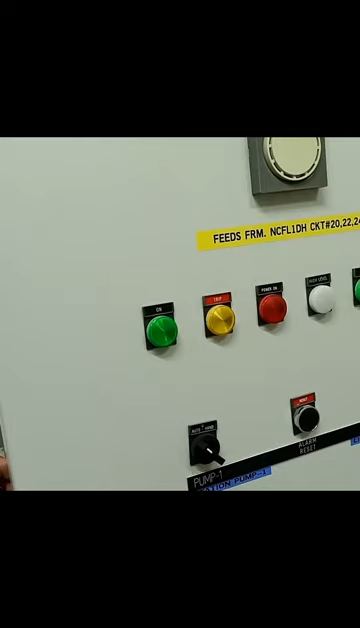 FEEDS FRM. NCFL1DH CKT#20,22,24
ON
TRIP
POWER ON
HIGH LEVEL
AUTO HAND
RESET
ALARM
RESET
PUMP-1
ATION PUMP-1